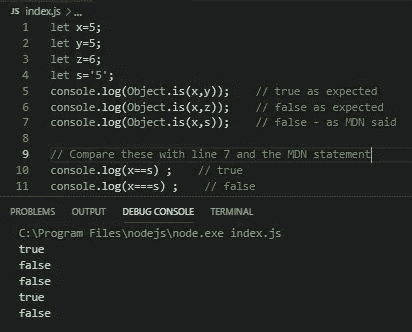 JS index.js > ...
1 let x=5;
2 let y=5;
3 let z=6;
4 let s='5';
5 console.log(Object.is(x,y)); // true as expected
6 console.log(Object.is(x,z)); // false as expected
7 console.log(Object.is(x,s)); // false - as MDN said
8
9 // Compare these with line 7 and the MDN statement
10 console.log(x==s) ; // true
11 console.log(x===s) ; // false
PROBLEMS OUTPUT DEBUG CONSOLE TERMINAL
C:\Program Files\nodejs\node.exe index.js
true
false
false
true
false